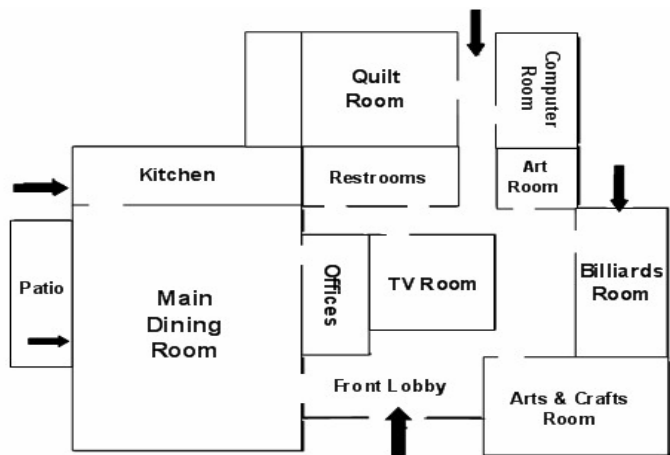 Quilt
Room
Computer
Room
Kitchen
Restrooms
Art
Room
Patio
Main
Dining
Room
Offices
TV Room
Billiards
Room
Front Lobby
Arts & Crafts
Room